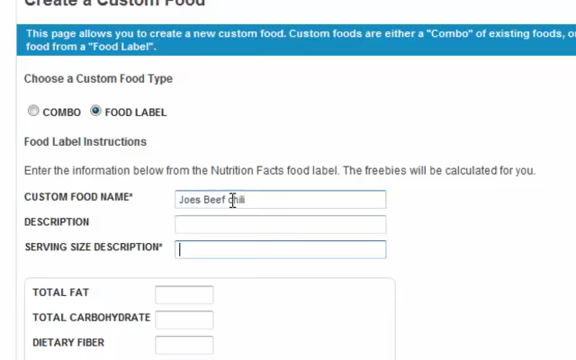 Create a Custom Food
This page allows you to create a new custom food. Custom foods are either a "Combo" of existing foods, or
food from a "Food Label".
Choose a Custom Food Type
COMBO FOOD LABEL
Food Label Instructions
Enter the information below from the Nutrition Facts food label. The freebies will be calculated for you.
CUSTOM FOOD NAME* Joes Beef chili
DESCRIPTION
SERVING SIZE DESCRIPTION*
TOTAL FAT
TOTAL CARBOHYDRATE
DIETARY FIBER